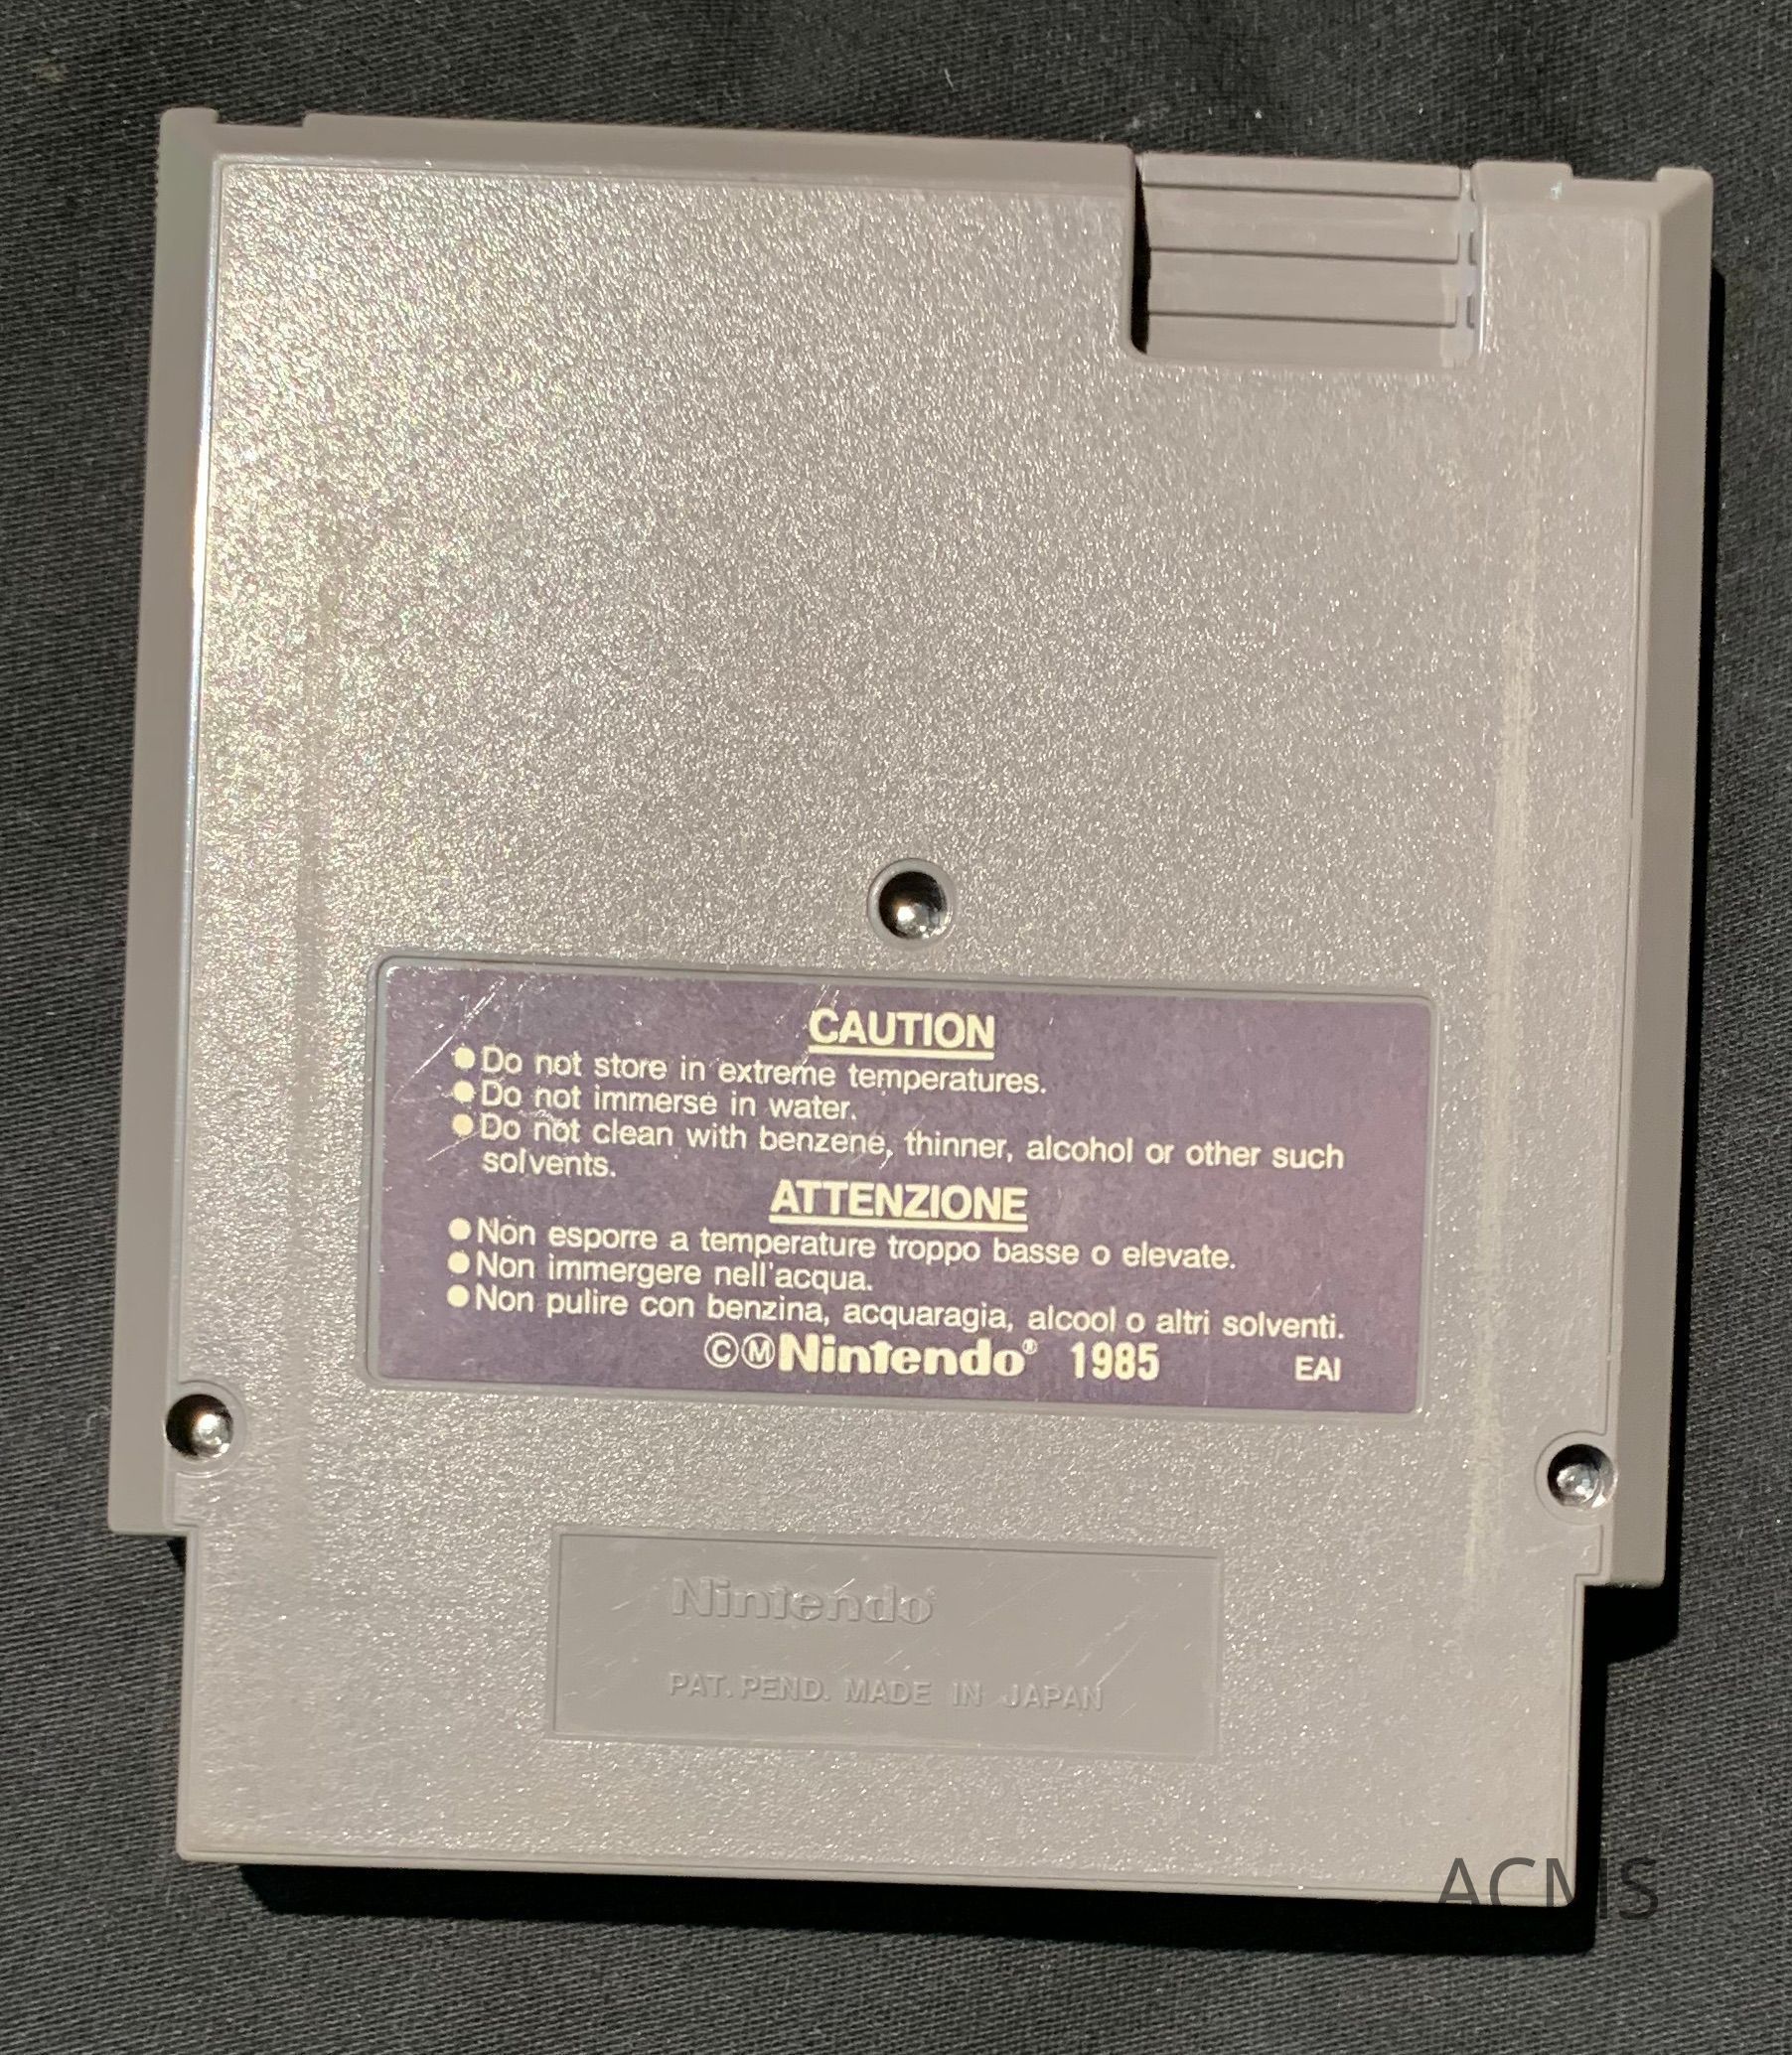 CAUTION
●Do not store in extreme temperatures.
●Do not immerse in water.
●Do not clean with benzene, thinner, alcohol or other such
solvents.
ATTENZIONE
●Non esporre a temperature troppo basse o elevate.
●Non immergere nell'acqua.
●Non pulire con benzina, acquaragia, alcool o altri solventi.
©Ⓜ Nintendo® 1985 EAI
Nintendo®
PAT. PEND. MADE IN JAPAN
ACMS